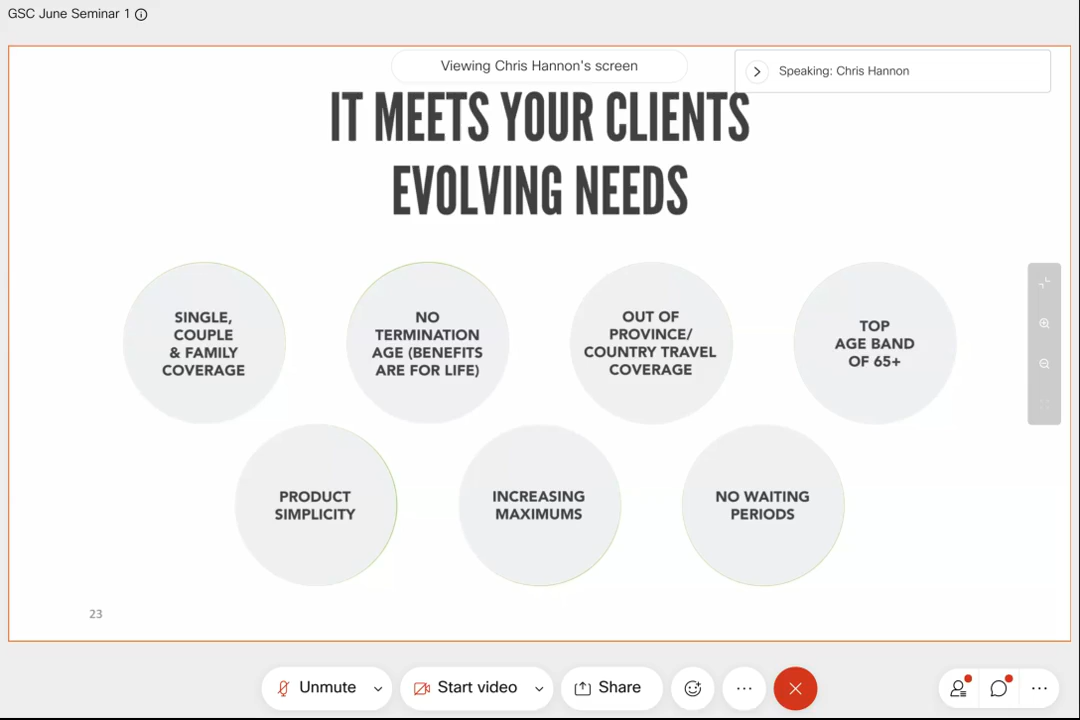 GSC June Seminar 1
Viewing Chris Hannon's screen
Speaking: Chris Hannon
IT MEETS YOUR CLIENTS
EVOLVING NEEDS
SINGLE,
COUPLE
& FAMILY
COVERAGE
NO
TERMINATION
AGE (BENEFITS
ARE FOR LIFE)
OUT OF
PROVINCE/
COUNTRY TRAVEL
COVERAGE
TOP
AGE BAND
OF 65+
PRODUCT
SIMPLICITY
INCREASING
MAXIMUMS
NO WAITING
PERIODS
23
Unmute
Start video
Share